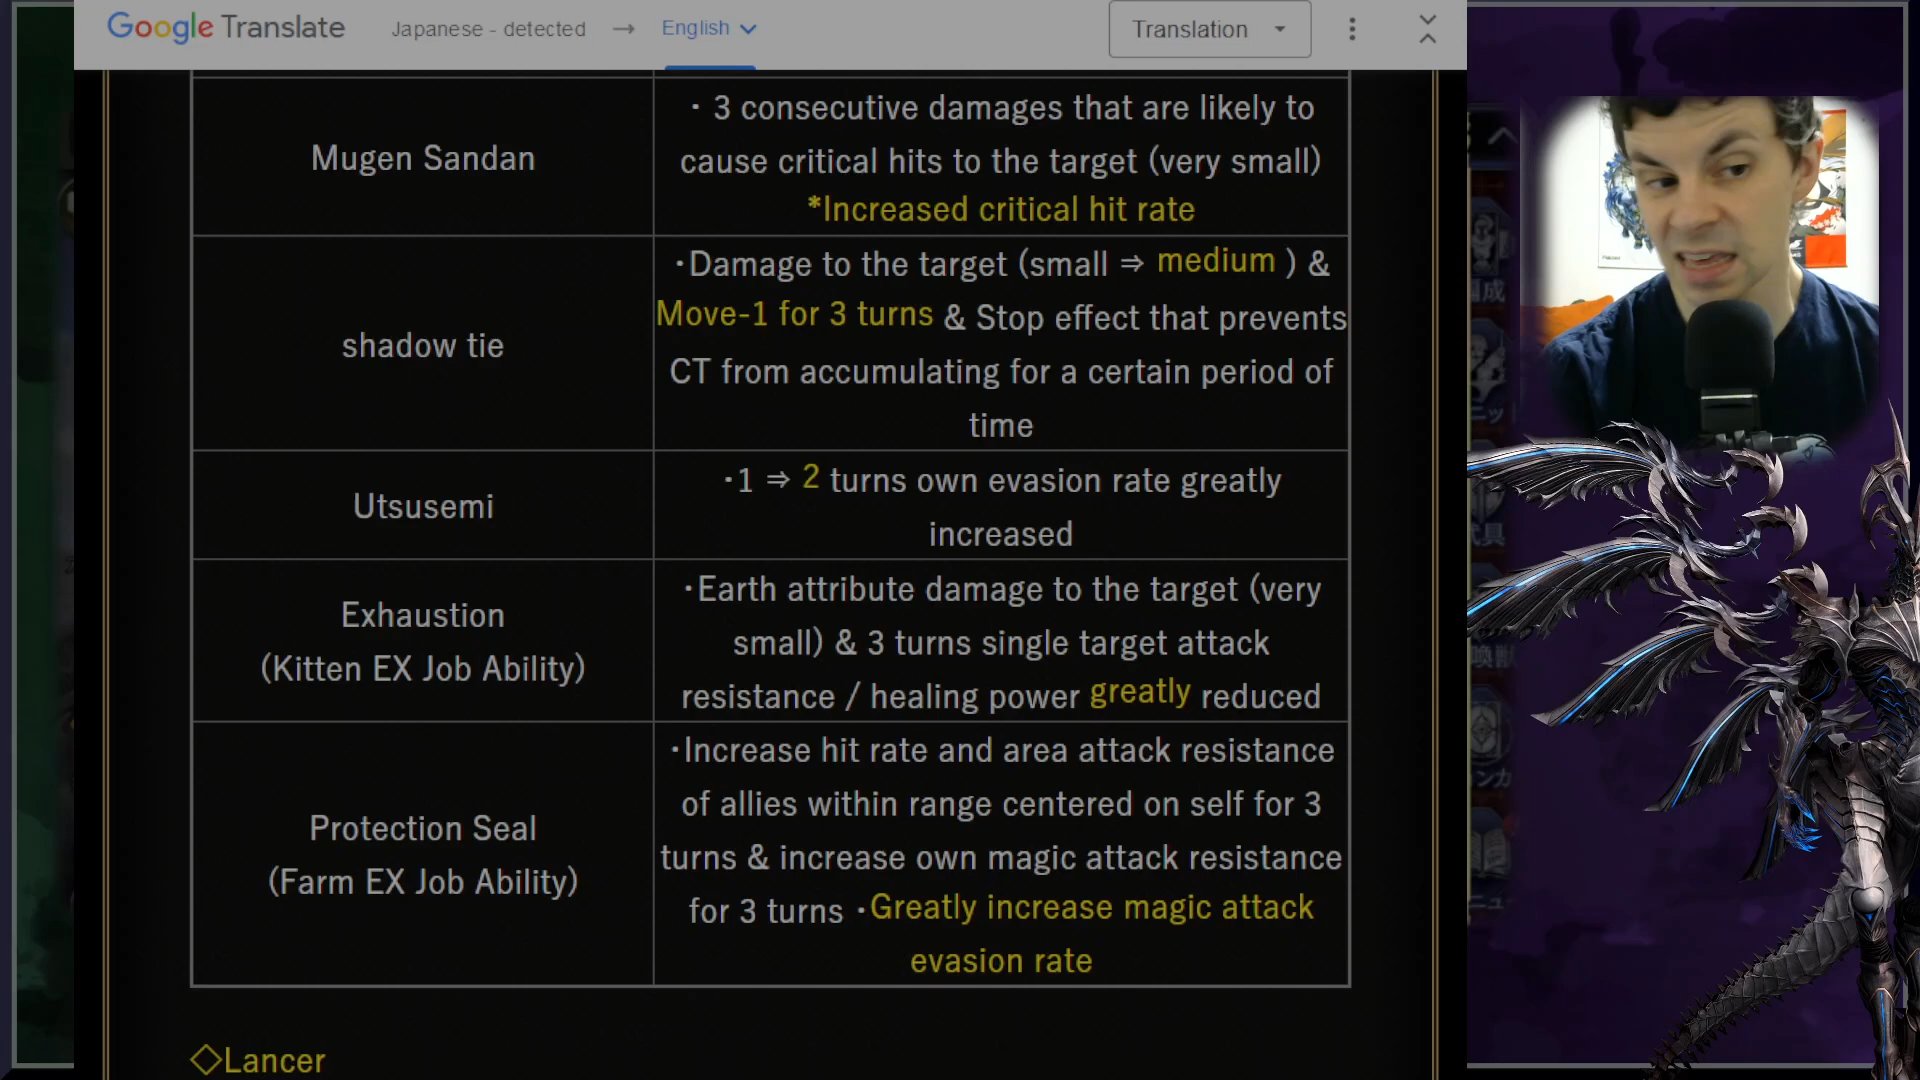 Google Translate
Japanese - detected → English
Translation
Mugen Sandan
・3 consecutive damages that are likely to
cause critical hits to the target (very small)
*Increased critical hit rate
shadow tie
・Damage to the target (small ⇒ medium ) &
Move-1 for 3 turns & Stop effect that prevents
CT from accumulating for a certain period of
time
Utsusemi
・1 ⇒ 2 turns own evasion rate greatly
increased
Exhaustion
(Kitten EX Job Ability)
・Earth attribute damage to the target (very
small) & 3 turns single target attack
resistance / healing power greatly reduced
Protection Seal
(Farm EX Job Ability)
・Increase hit rate and area attack resistance
of allies within range centered on self for 3
turns & increase own magic attack resistance
for 3 turns ・Greatly increase magic attack
evasion rate
◇Lancer